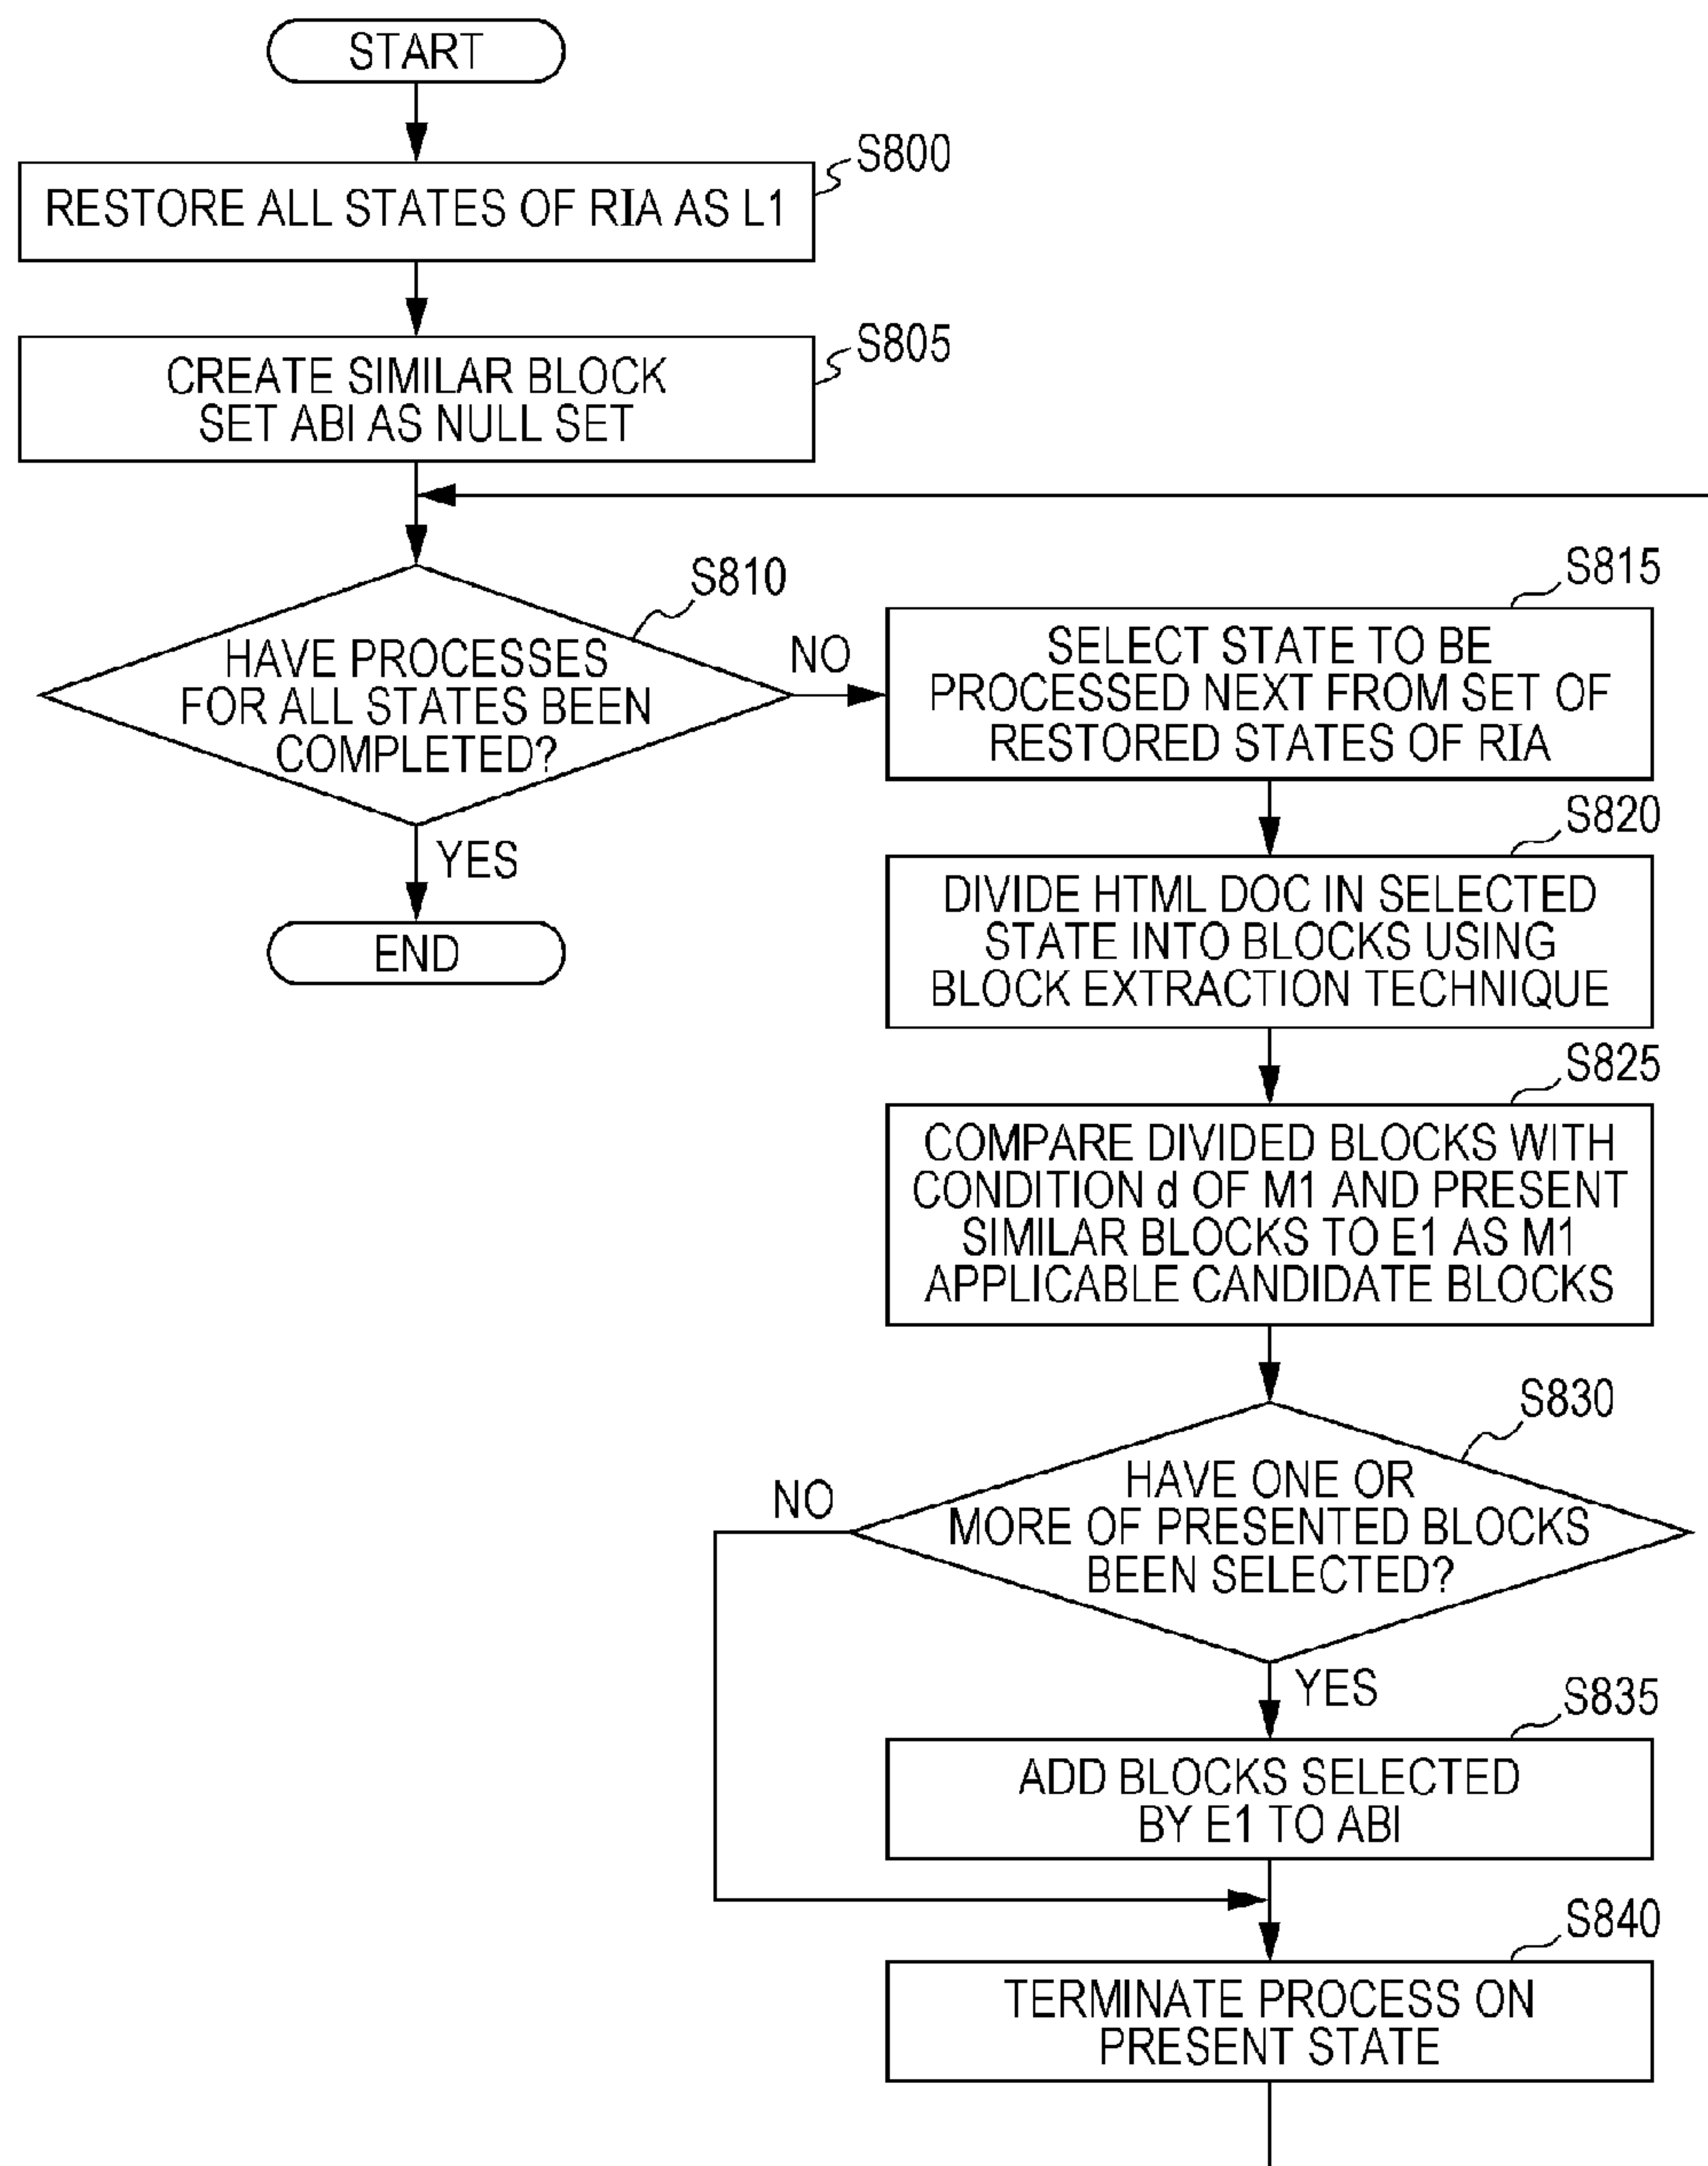 START
S800
RESTORE ALL STATES OF RIA AS L1
S805
CREATE SIMILAR BLOCK
SET ABI AS NULL SET
S810
HAVE PROCESSES
FOR ALL STATES BEEN
COMPLETED?
NO
YES
END
S815
SELECT STATE TO BE
PROCESSED NEXT FROM SET OF
RESTORED STATES OF RIA
S820
DIVIDE HTML DOC IN SELECTED
STATE INTO BLOCKS USING
BLOCK EXTRACTION TECHNIQUE
S825
COMPARE DIVIDED BLOCKS WITH
CONDITION d OF M1 AND PRESENT
SIMILAR BLOCKS TO E1 AS M1
APPLICABLE CANDIDATE BLOCKS
S830
HAVE ONE OR
MORE OF PRESENTED BLOCKS
BEEN SELECTED?
NO
YES
S835
ADD BLOCKS SELECTED
BY E1 TO ABI
S840
TERMINATE PROCESS ON
PRESENT STATE